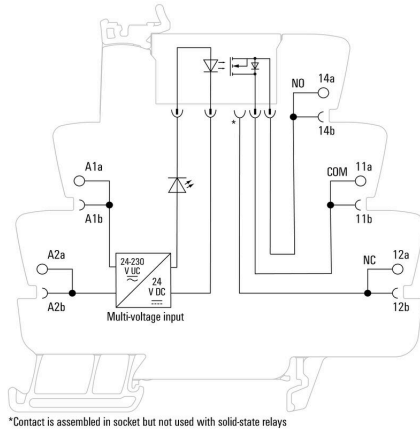 NO
14a
14b
*
A1a
COM
11a
A1b
11b
A2a
NC
12a
24-230
V UC
24
V DC
A2b
12b
Multi-voltage input
*Contact is assembled in socket but not used with solid-state relays